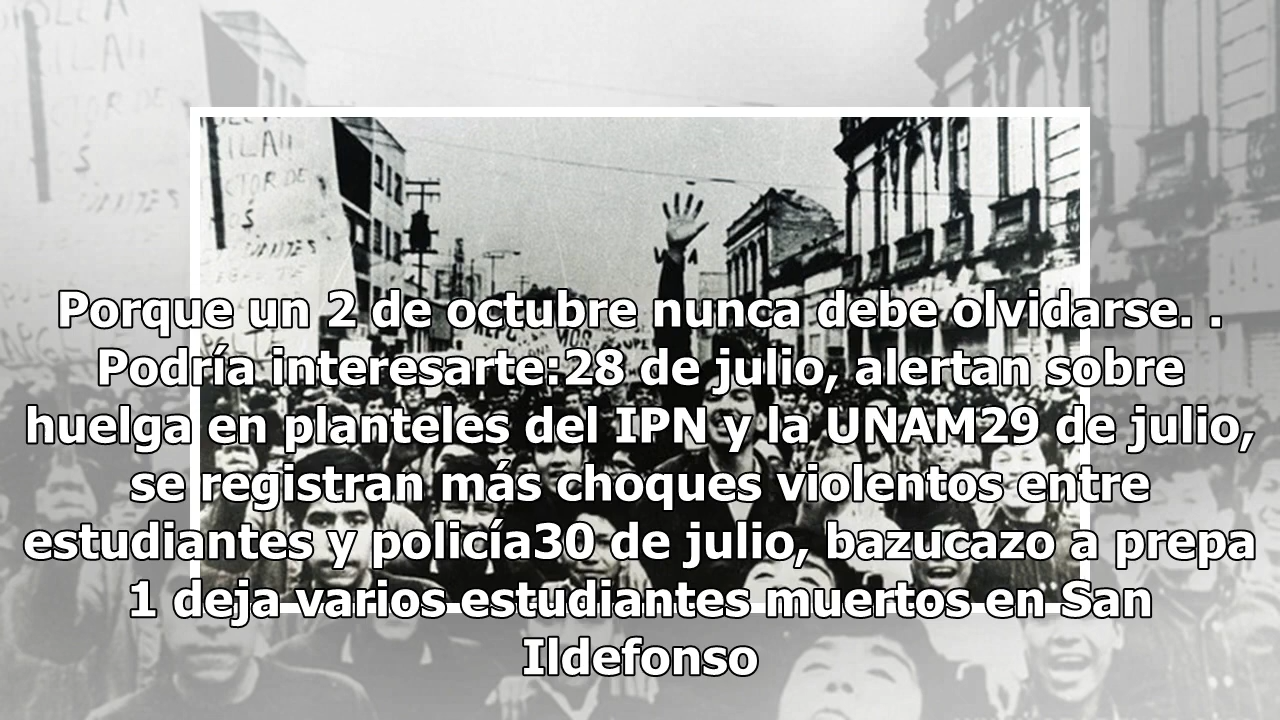 Porque un 2 de octubre nunca debe olvidarse. .
Podría interesarte:28 de julio, alertan sobre
huelga en planteles del IPN y la UNAM29 de julio,
se registran más choques violentos entre
estudiantes y policía30 de julio, bazucazo a prepa
1 deja varios estudiantes muertos en San
Ildefonso